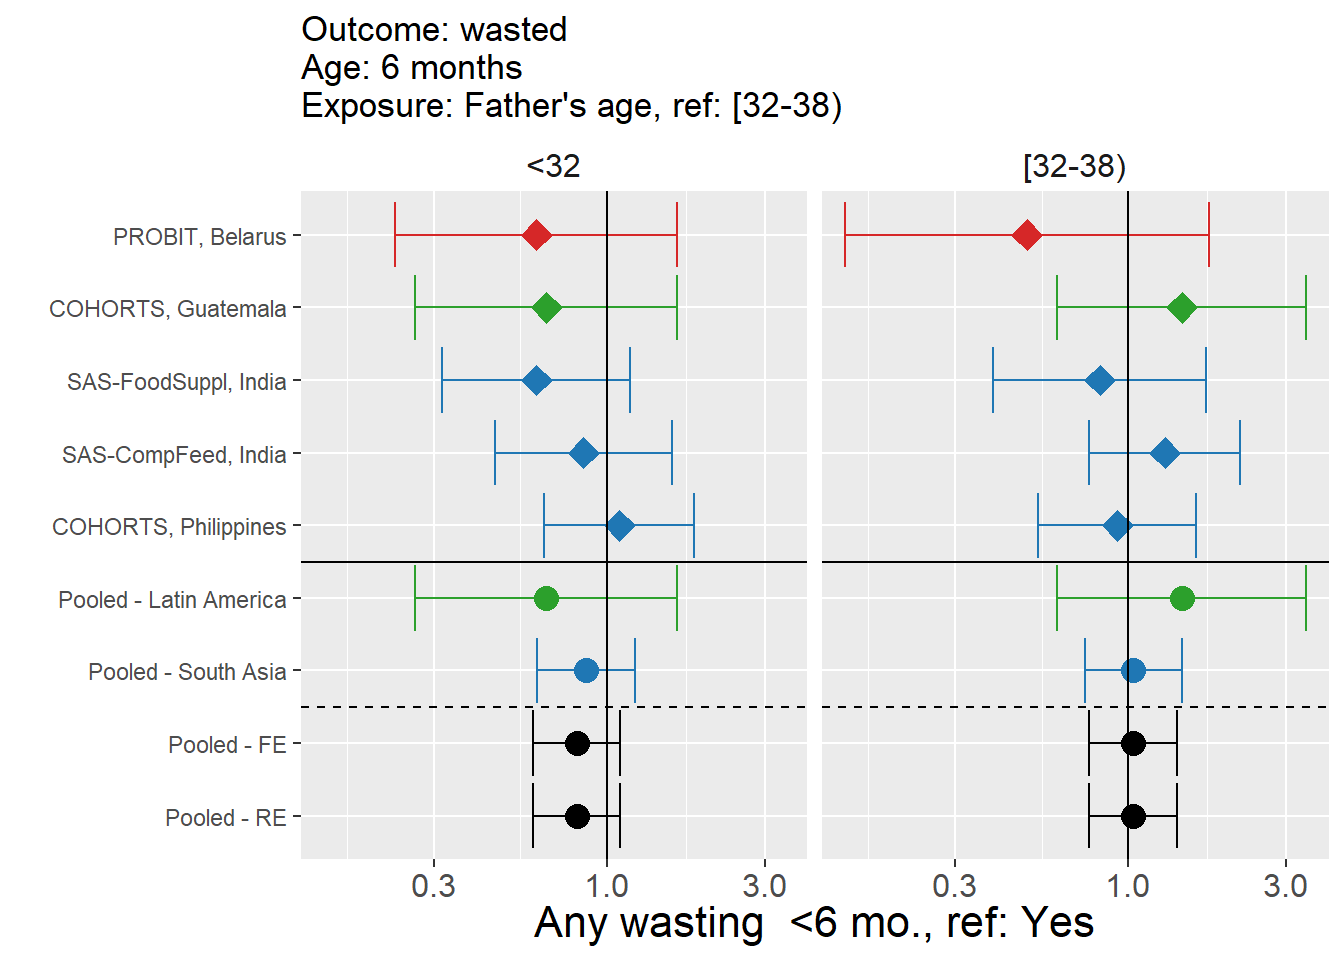 Outcome: wasted
Age: 6 months
Exposure: Father's age, ref: [32-38)
<32
[32-38)
PROBIT, Belarus
COHORTS, Guatemala
SAS-FoodSuppl, India
SAS-CompFeed, India
COHORTS, Philippines
Pooled - Latin America
Pooled - South Asia
Pooled - FE
Pooled - RE
0.3 1.0 3.0 0.3 1.0 3.0
Any wasting  <6 mo., ref: Yes